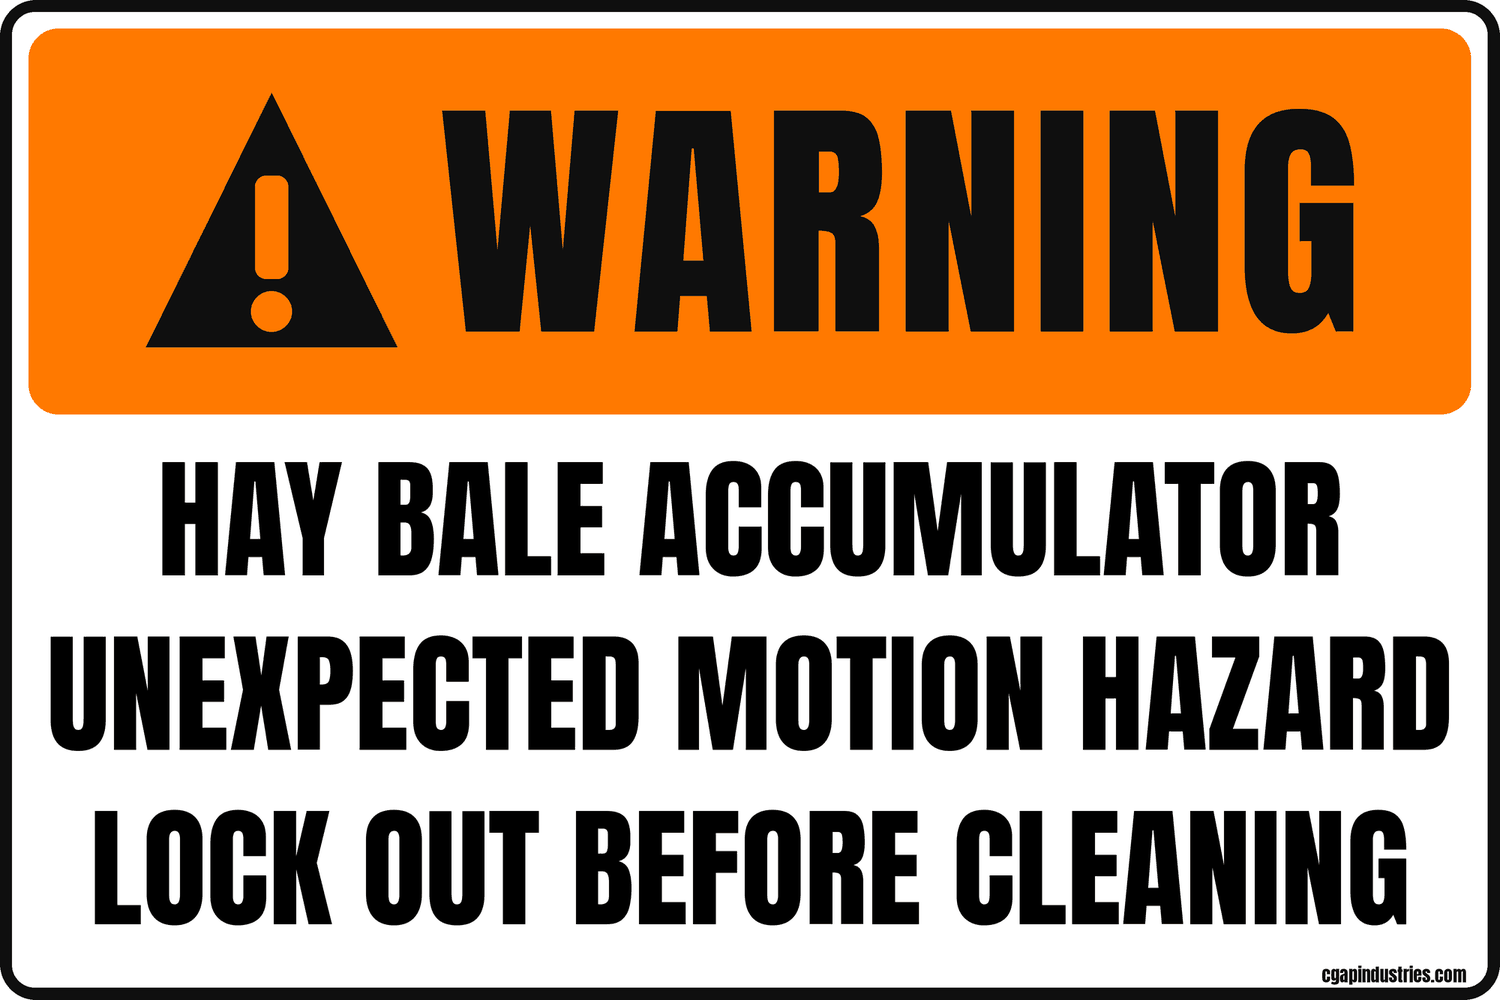 WARNING
HAY BALE ACCUMULATOR
UNEXPECTED MOTION HAZARD
LOCK OUT BEFORE CLEANING
cgapindustries.com